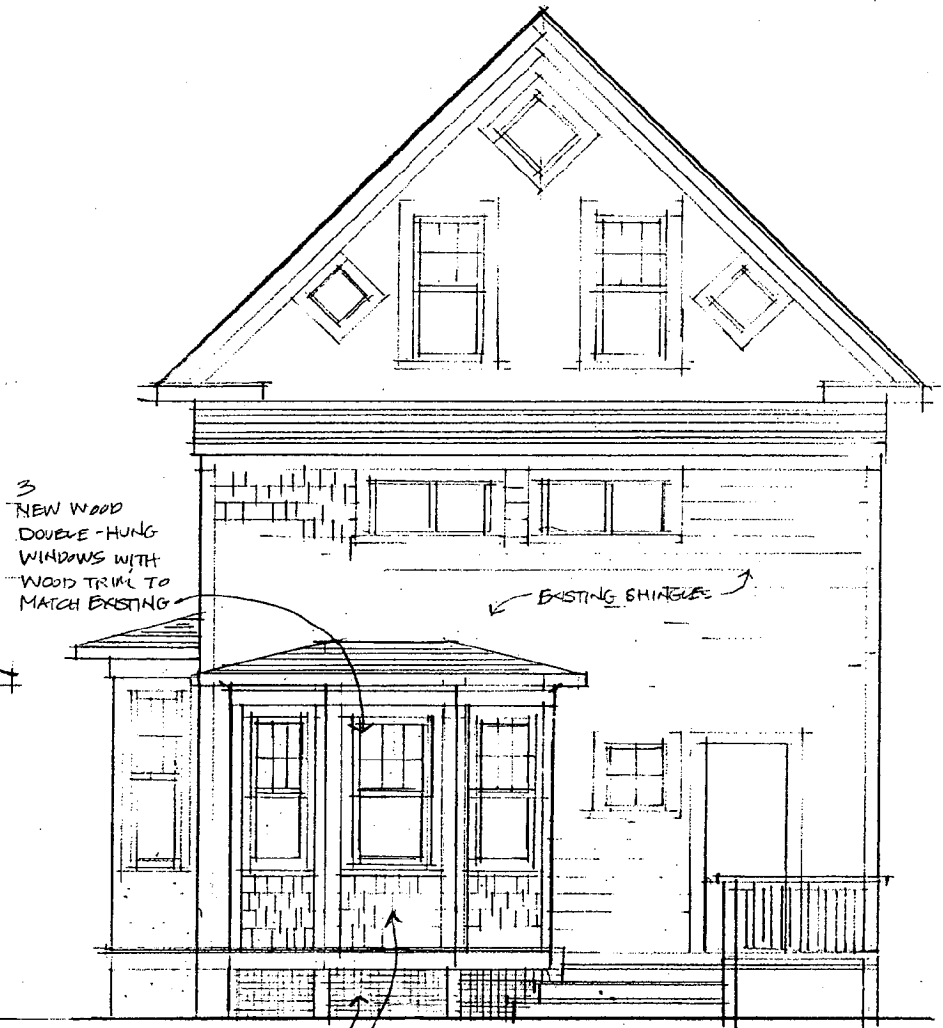 3
NEW WOOD
DOUBLE-HUNG
WINDOWS WITH
WOOD TRIM TO
MATCH EXISTING
EXISTING SHINGLES